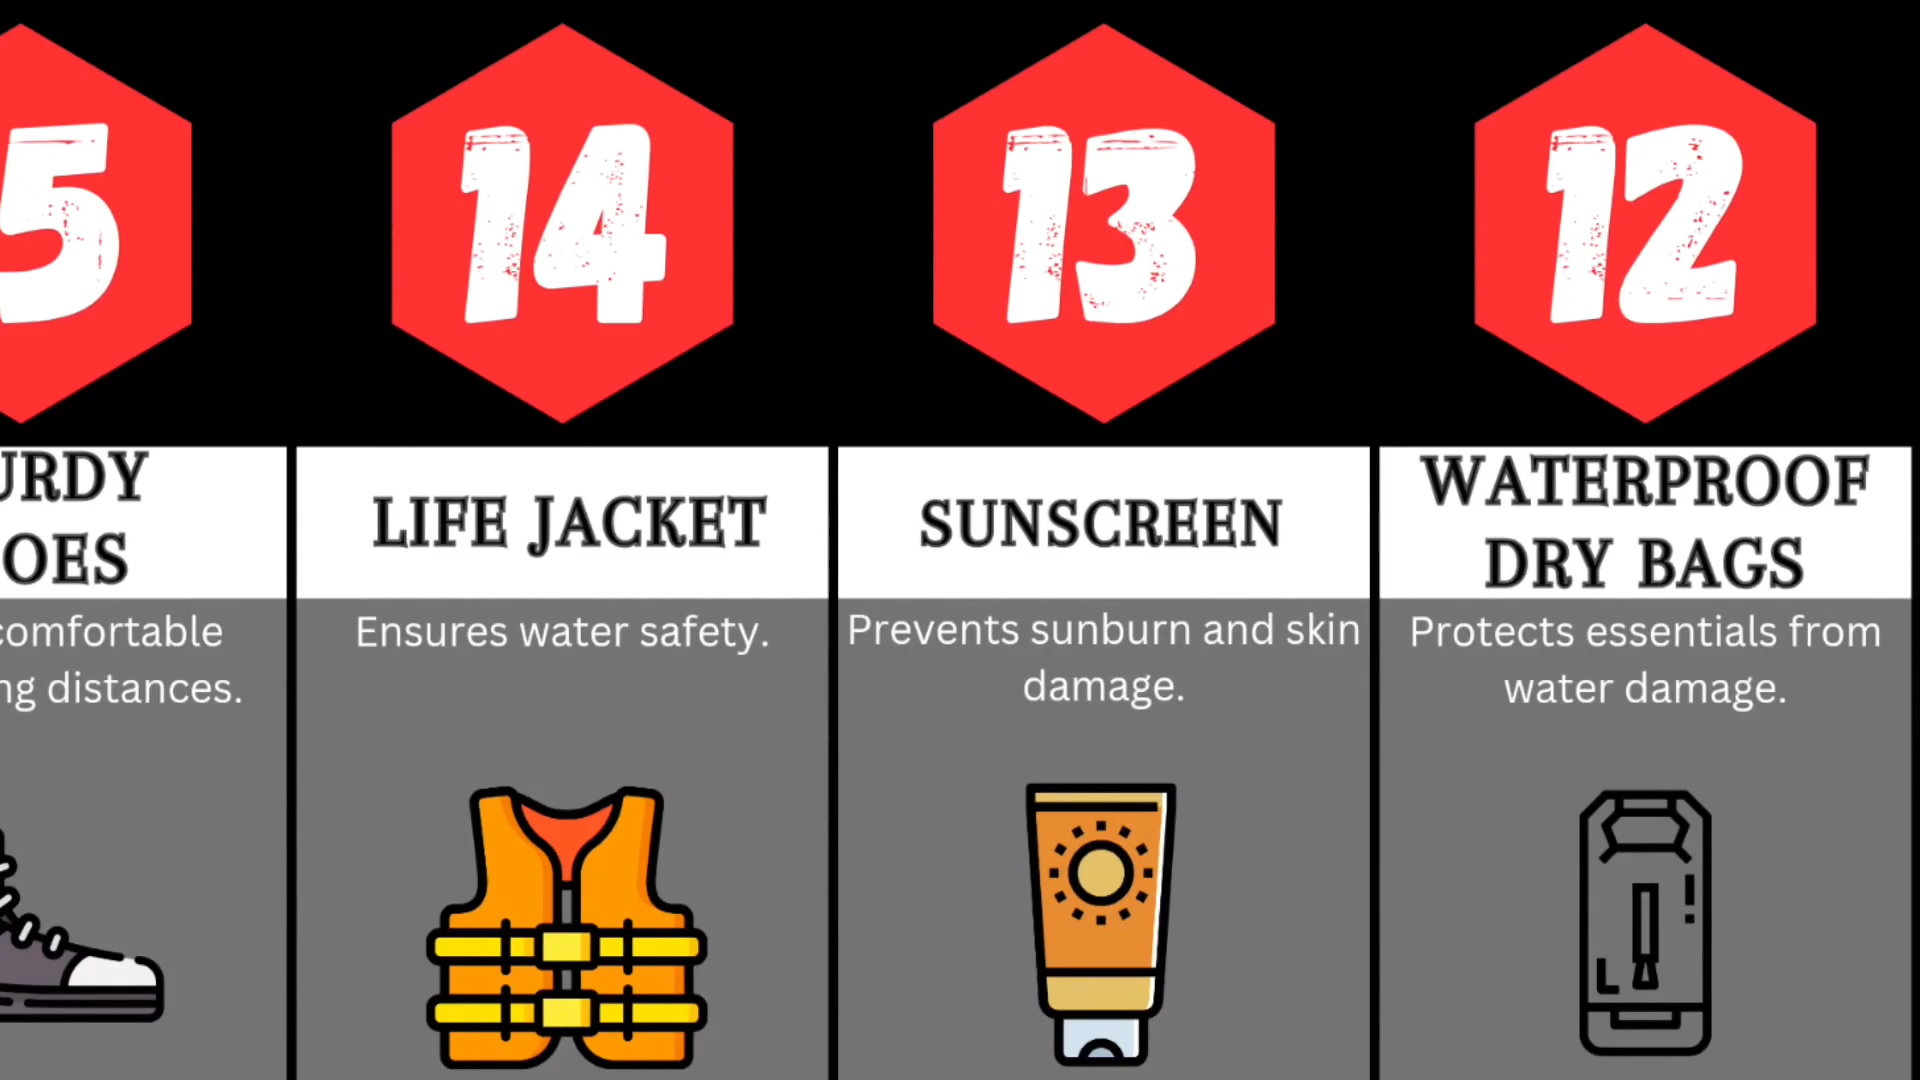 5
14
13
12
URDY
OES
comfortable
ng distances.
LIFE JACKET
Ensures water safety.
SUNSCREEN
Prevents sunburn and skin
damage.
WATERPROOF
DRY BAGS
Protects essentials from
water damage.